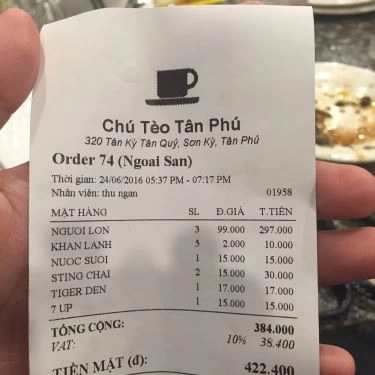 Chú Tèo Tân Phú
320 Tân Kỳ Tân Quý, Sơn Kỳ, Tân Phú
Order 74 (Ngoai San)
Thời gian: 24/06/2016 05:37 PM - 07:17 PM
Nhân viên: thu ngan 01958
MẶT HÀNG SL Đ.GIÁ T.TIỀN
NGUOI LON 3 99.000 297.000
KHAN LANH 5 2.000 10.000
NUOC SUOI 1 15.000 15.000
STING CHAI 2 15.000 30.000
TIGER DEN 1 17.000 17.000
7 UP 1 15.000 15.000
TỔNG CỘNG: 384.000
VAT: 10% 38.400
TIỀN MẶT (đ): 422.400